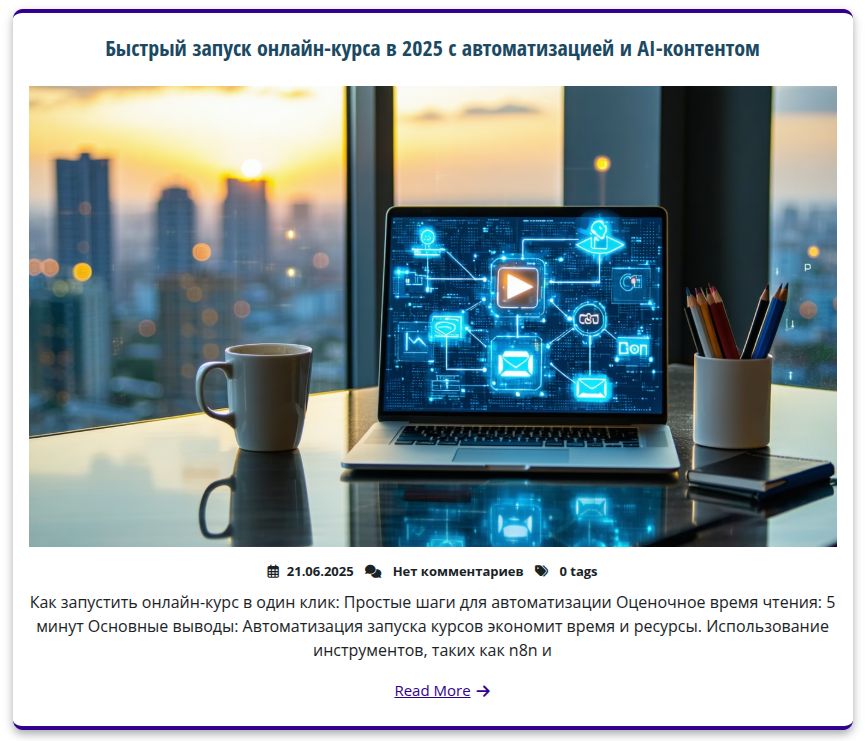 Быстрый запуск онлайн-курса в 2025 с автоматизацией и AI-контентом
21.06.2025 Нет комментариев 0 tags
Как запустить онлайн-курс в один клик: Простые шаги для автоматизации Оценочное время чтения: 5
минут Основные выводы: Автоматизация запуска курсов экономит время и ресурсы. Использование
инструментов, таких как n8n и
Read More